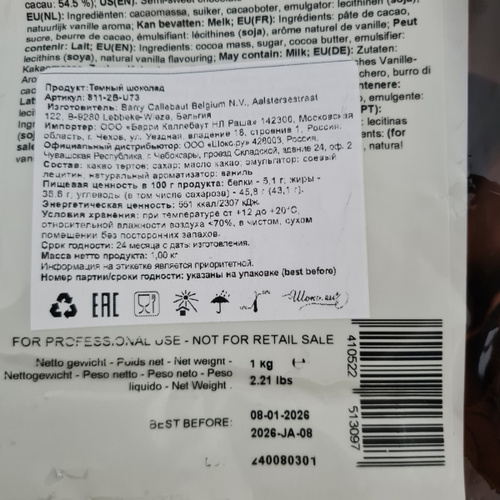 cacau: 54.5 %); US(EN):
EU(NL): Ingrediënten: cacaomassa, suiker, cacaoboter, emulgator: lecithinen (soja),
natuurlijk vanille aroma; Kan bevatten: Melk; EU(FR): Ingrédients: pâte de cacao,
sucre, beurre de cacao, émulsifiant: lécithines (soja), arôme naturel de vanille; Peut
contenir: Lait; EU(EN): Ingredients: cocoa mass, sugar, cocoa butter, emulsifier:
lecithins (soya), natural vanilla flavouring; May contain: Milk; EU(DE): Zutaten:
Продукт: Темный шоколад
Артикул: 811-2B-U73
Изготовитель: Barry Callebaut Belgium N.V., Aalstersestraat
122, B-9280 Lebbeke-Wieze, Бельгия
Импортер: ООО «Барри Каллебаут НЛ Раша» 142300, Московская
область, г. Чехов, ул. Уездная, владение 18, строение 1, Россия.
Официальный дистрибьютор: ООО «Шоко.ру» 428003, Россия,
Чувашская Республика, г. Чебоксары, проезд Складской, здание 24, оф. 2
Состав: какао тертое; сахар; масло какао; эмульгатор: соевый
лецитин, натуральный ароматизатор: ваниль
Пищевая ценность в 100 г продукта: белки - 5,1 г; жиры -
углеводы (в том числе сахароза) - 45,8 г (43,1 г).
Энергетическая ценность: 551 ккал/2307 кДж.
Условия хранения: при температуре от +12 до +20°C,
относительной влажности воздуха <70%, в чистом, сухом
помещении без посторонних запахов.
Срок годности: 24 месяца с даты изготовления.
Масса нетто продукта: 1,00 кг
Информация на этикетке является приоритетной.
Номер партии/сроки годности: указаны на упаковке (best before)
EAC
FOR PROFESSIONAL USE - NOT FOR RETAIL SALE
Netto gewicht - Poids net - Net weight -
Nettogewicht - Peso netto - Peso neto - Peso
líquido - Net Weight
1 kg ℮
2.21 lbs
BEST BEFORE:
08-01-2026
2026-JA-08
410522
513097